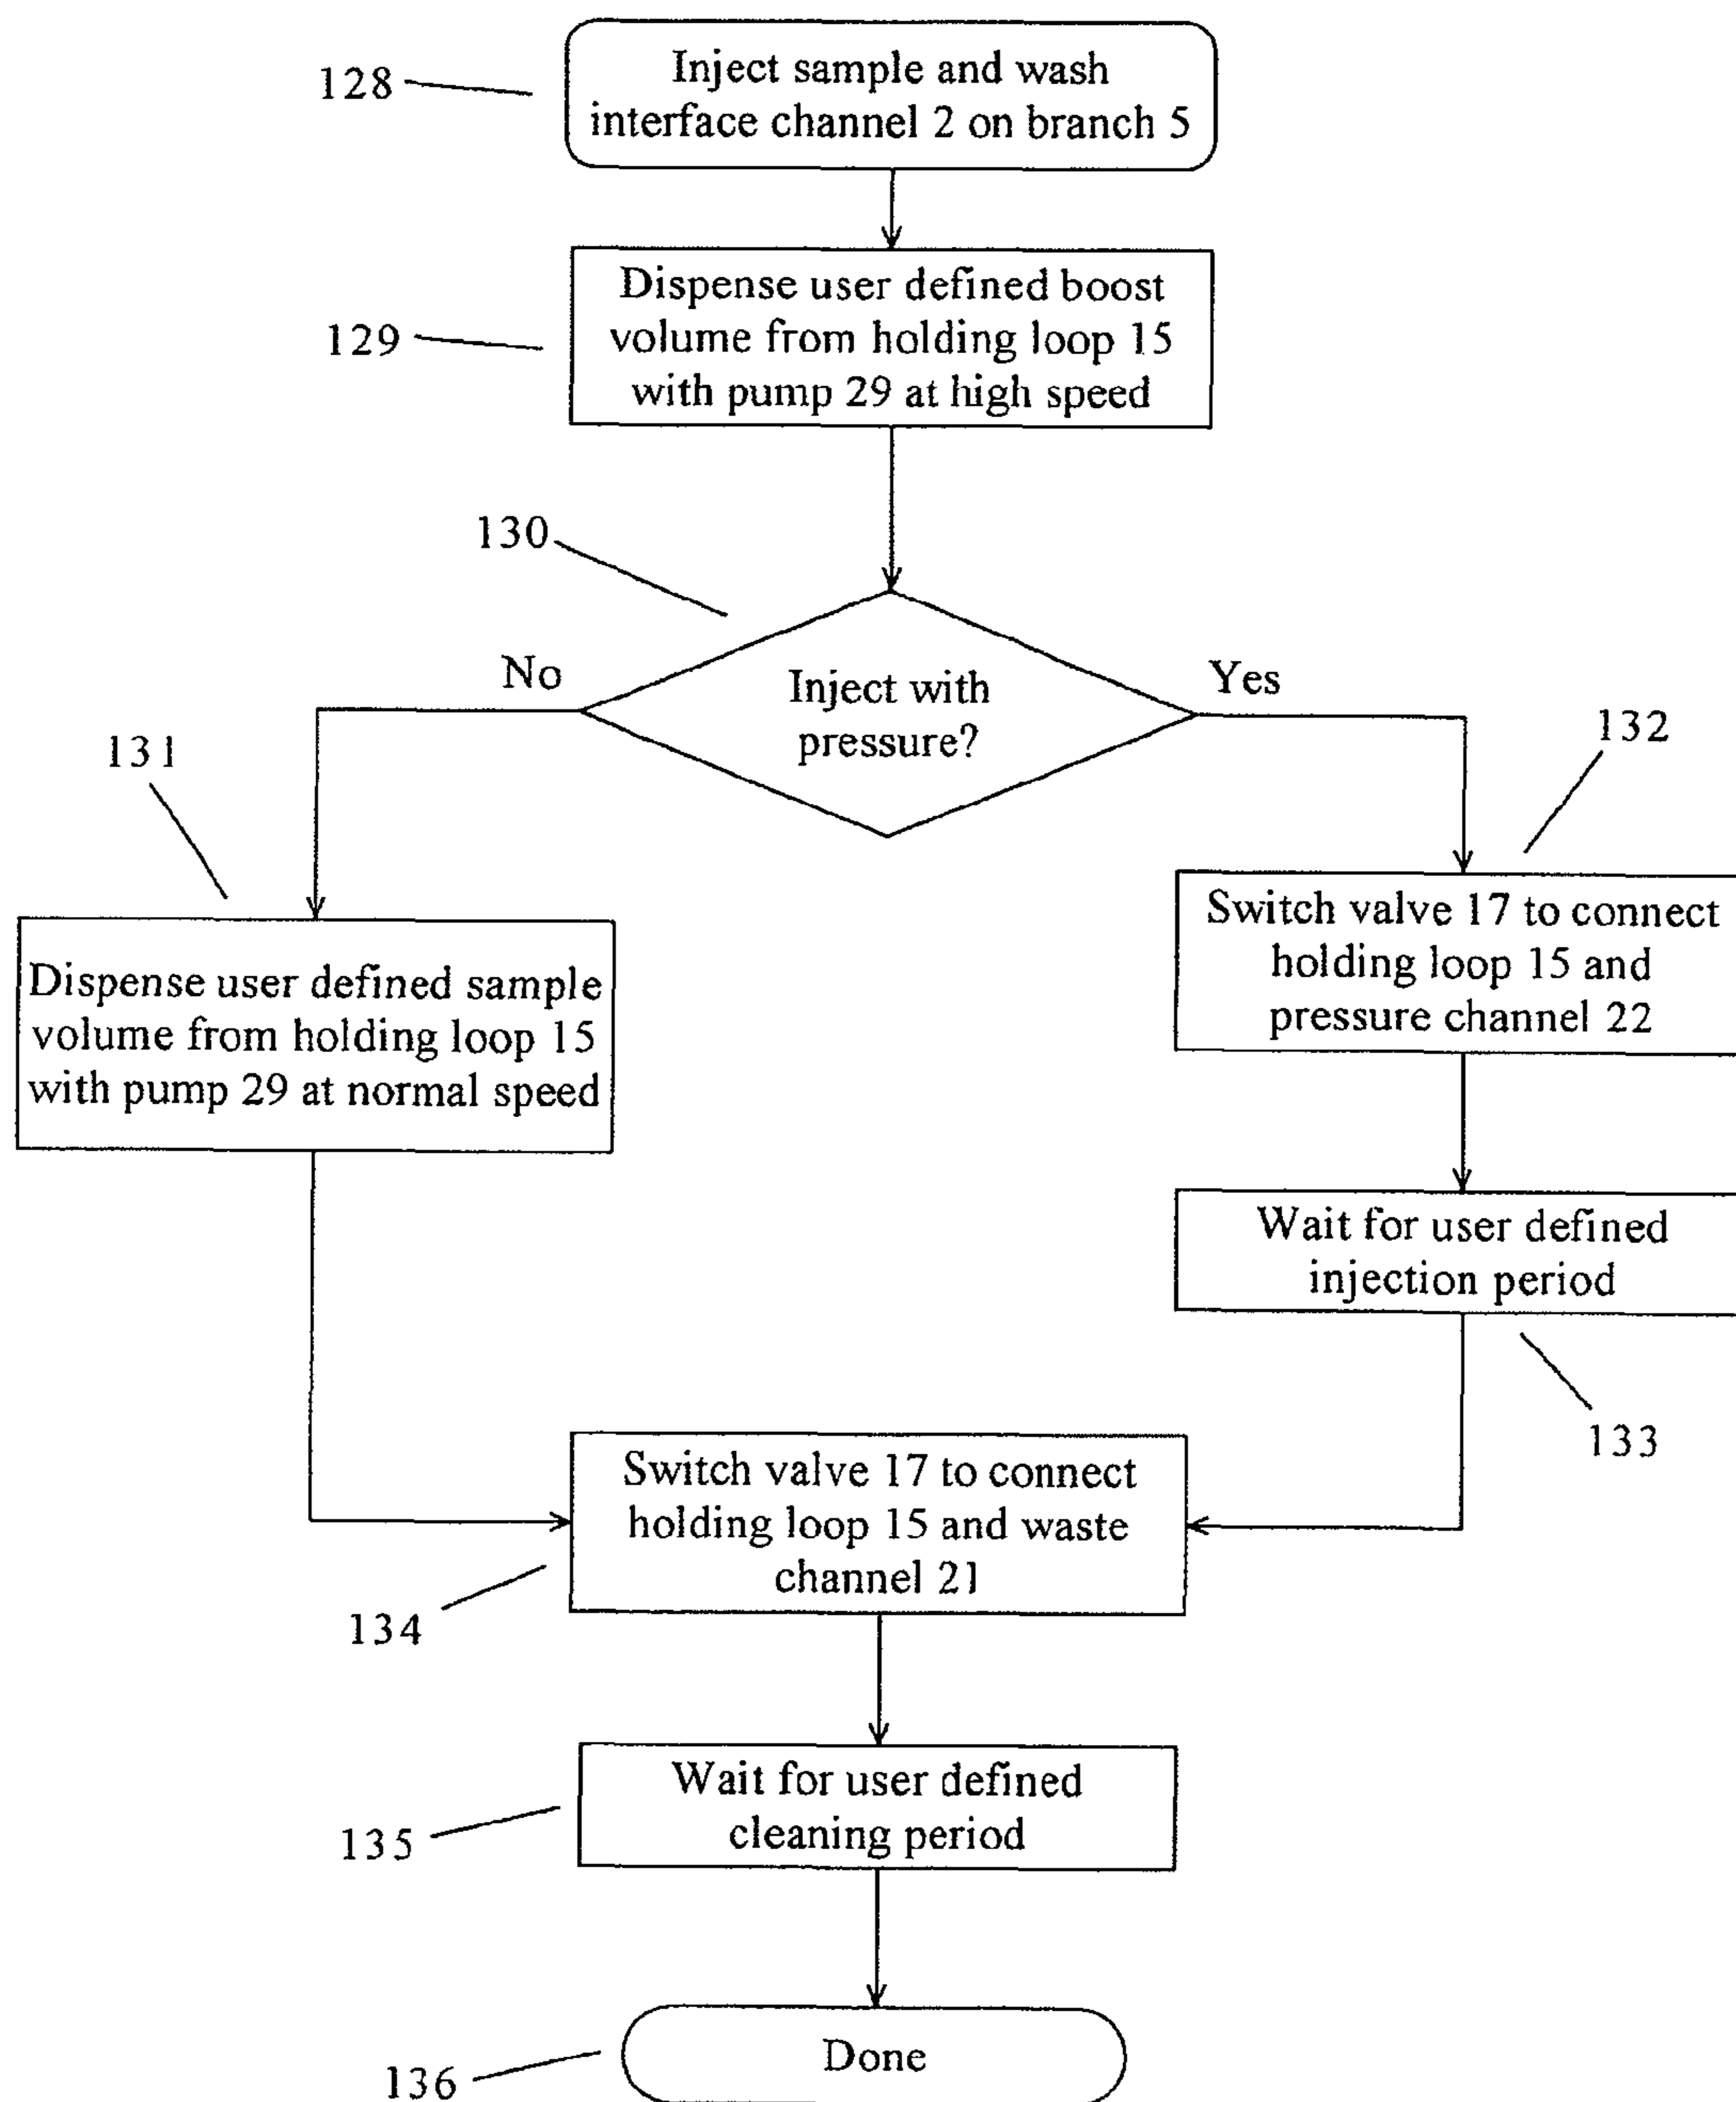 128
Inject sample and wash
interface channel 2 on branch 5
129
Dispense user defined boost
volume from holding loop 15
with pump 29 at high speed
130
No
Inject with
pressure?
Yes
131
132
Dispense user defined sample
volume from holding loop 15
with pump 29 at normal speed
Switch valve 17 to connect
holding loop 15 and
pressure channel 22
Wait for user defined
injection period
133
Switch valve 17 to connect
holding loop 15 and waste
channel 21
134
Wait for user defined
cleaning period
135
Done
136